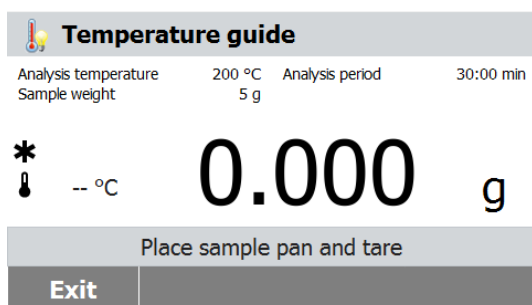 Temperature guide
Analysis temperature 200 °C Analysis period 30:00 min
Sample weight 5 g
-- °C 0.000 g
Place sample pan and tare
Exit